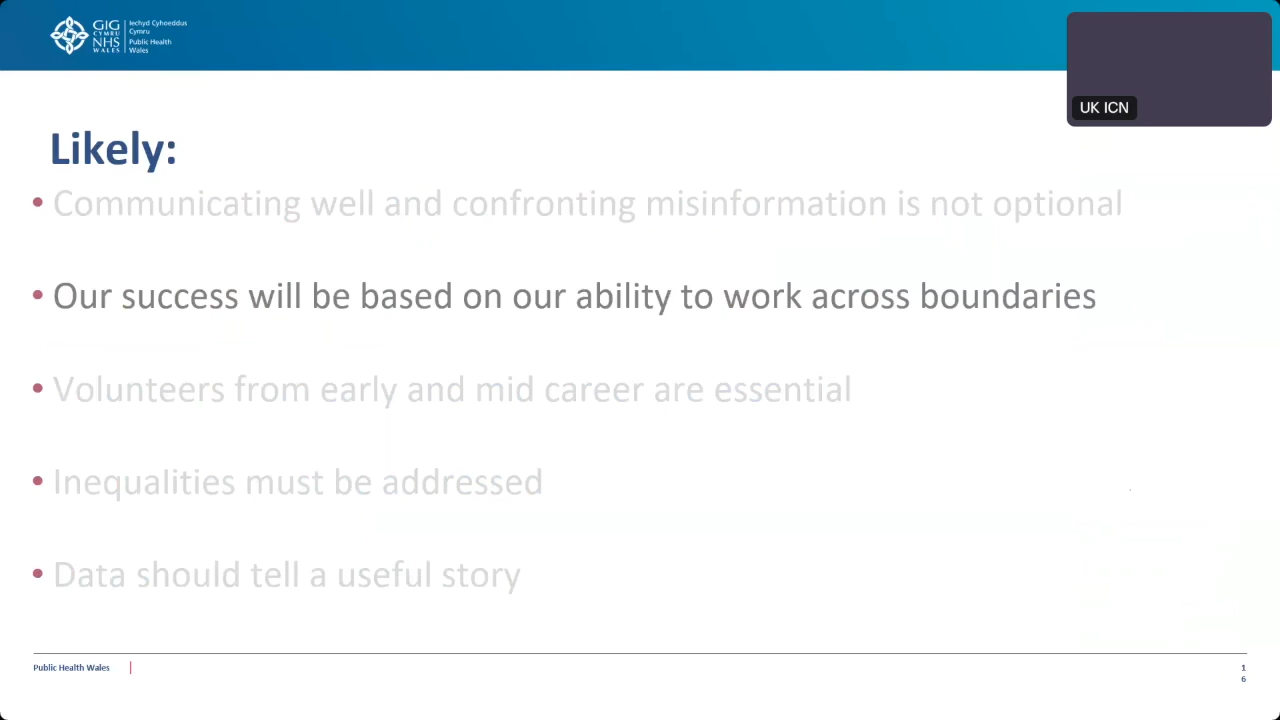 GIG
CYMRU
NHS
WALES
Iechyd Cyhoeddus
Cymru
Public Health
Wales
UK ICN
Likely:
• Communicating well and confronting misinformation is not optional
• Our success will be based on our ability to work across boundaries
• Volunteers from early and mid career are essential
• Inequalities must be addressed
• Data should tell a useful story
Public Health Wales
1
6